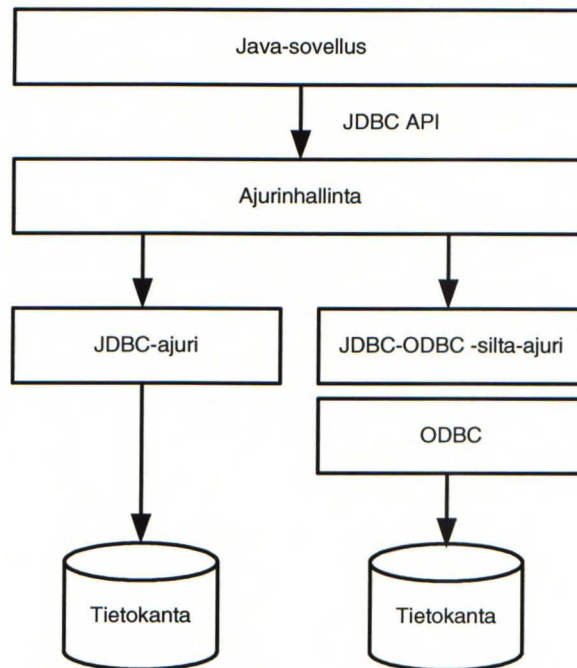 Java-sovellus
JDBC API
Ajurinhallinta
JDBC-ajuri
JDBC-ODBC -silta-ajuri
ODBC
Tietokanta
Tietokanta